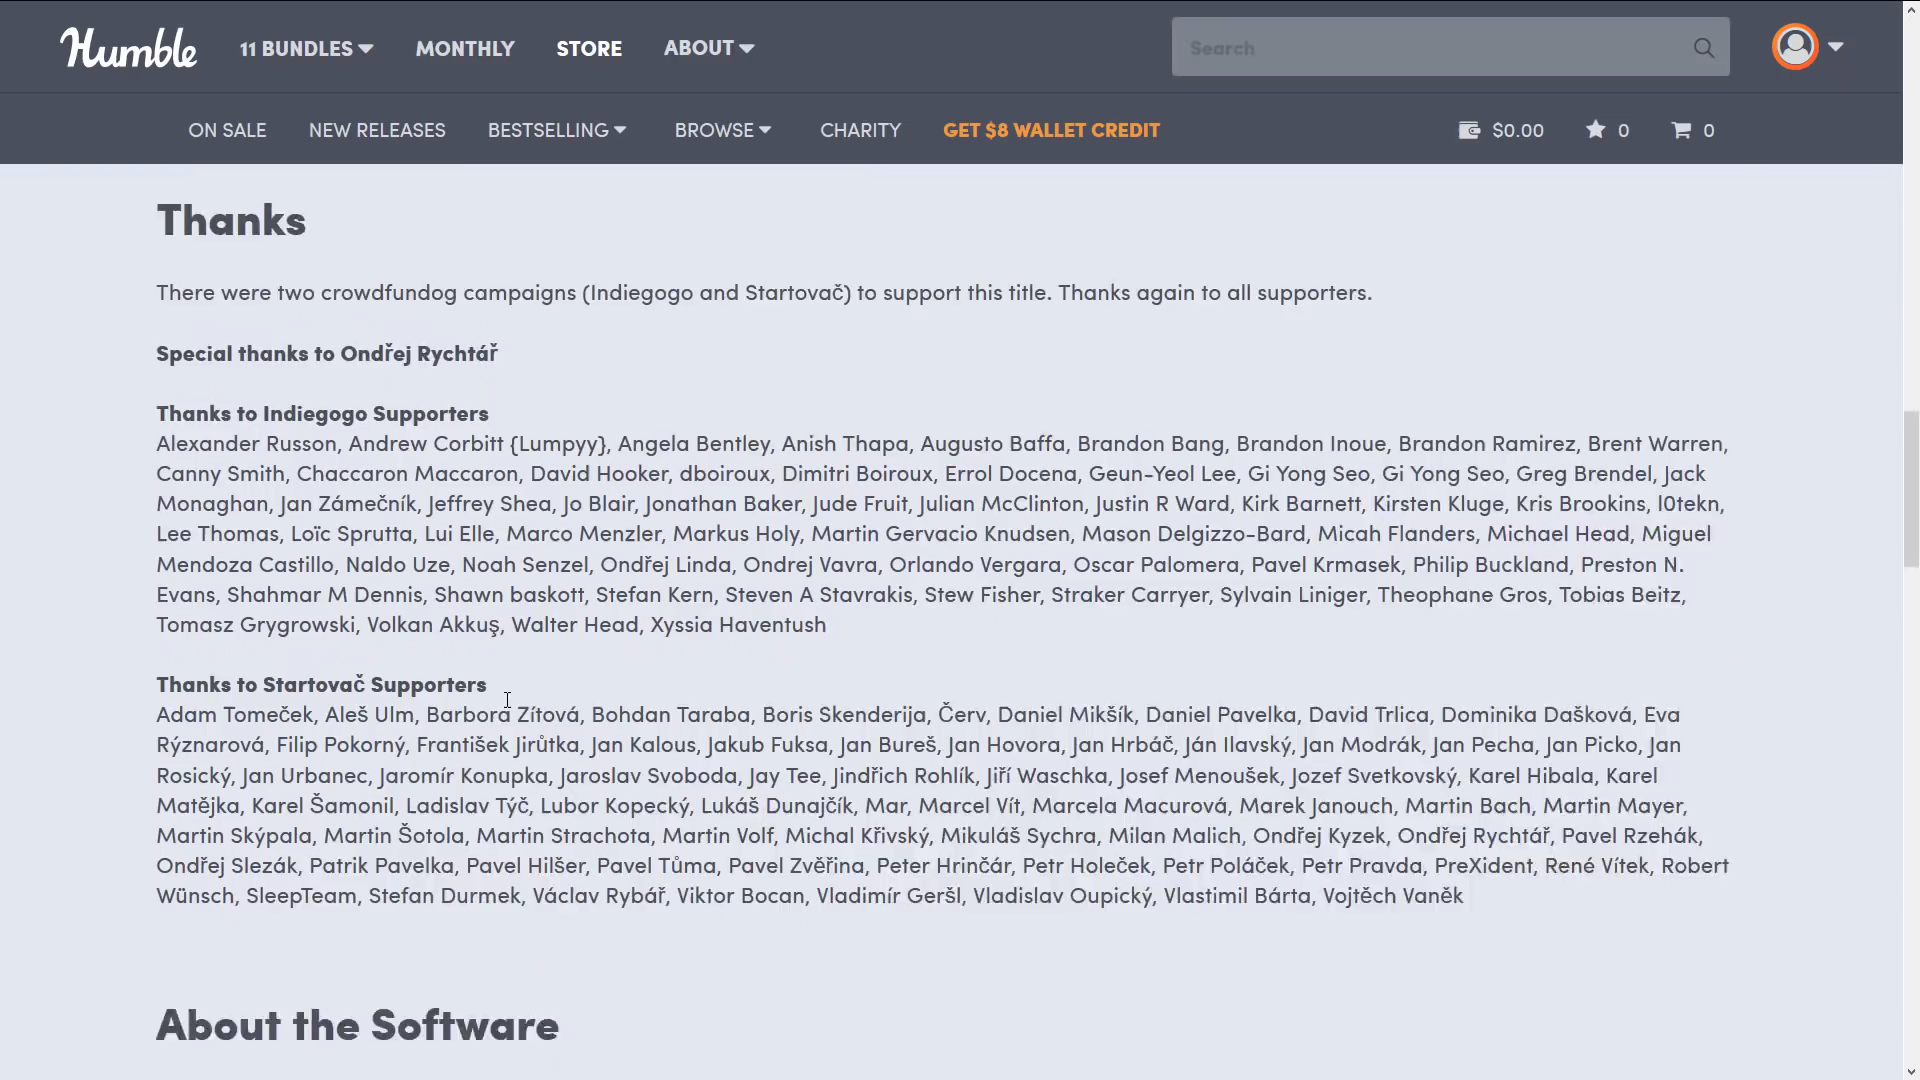 Humble 11 BUNDLES MONTHLY STORE ABOUT Search
ON SALE NEW RELEASES BESTSELLING BROWSE CHARITY GET $8 WALLET CREDIT $0.00 0 0
Thanks
There were two crowdfundog campaigns (Indiegogo and Startovač) to support this title. Thanks again to all supporters.
Special thanks to Ondřej Rychtář
Thanks to Indiegogo Supporters
Alexander Russon, Andrew Corbitt {Lumpyy}, Angela Bentley, Anish Thapa, Augusto Baffa, Brandon Bang, Brandon Inoue, Brandon Ramirez, Brent Warren,
Canny Smith, Chaccaron Maccaron, David Hooker, dboiroux, Dimitri Boiroux, Errol Docena, Geun-Yeol Lee, Gi Yong Seo, Gi Yong Seo, Greg Brendel, Jack
Monaghan, Jan Zámečník, Jeffrey Shea, Jo Blair, Jonathan Baker, Jude Fruit, Julian McClinton, Justin R Ward, Kirk Barnett, Kirsten Kluge, Kris Brookins, l0tekn,
Lee Thomas, Loïc Sprutta, Lui Elle, Marco Menzler, Markus Holy, Martin Gervacio Knudsen, Mason Delgizzo-Bard, Micah Flanders, Michael Head, Miguel
Mendoza Castillo, Naldo Uze, Noah Senzel, Ondřej Linda, Ondrej Vavra, Orlando Vergara, Oscar Palomera, Pavel Krmasek, Philip Buckland, Preston N.
Evans, Shahmar M Dennis, Shawn baskott, Stefan Kern, Steven A Stavrakis, Stew Fisher, Straker Carryer, Sylvain Liniger, Theophane Gros, Tobias Beitz,
Tomasz Grygrowski, Volkan Akkuş, Walter Head, Xyssia Haventush
Thanks to Startovač Supporters
Adam Tomeček, Aleš Ulm, Barbora Zítová, Bohdan Taraba, Boris Skenderija, Červ, Daniel Mikšík, Daniel Pavelka, David Trlica, Dominika Dašková, Eva
Rýznarová, Filip Pokorný, František Jirůtka, Jan Kalous, Jakub Fuksa, Jan Bureš, Jan Hovora, Jan Hrbáč, Ján Ilavský, Jan Modrák, Jan Pecha, Jan Picko, Jan
Rosický, Jan Urbanec, Jaromír Konupka, Jaroslav Svoboda, Jay Tee, Jindřich Rohlík, Jiří Waschka, Josef Menoušek, Jozef Svetkovský, Karel Hibala, Karel
Matějka, Karel Šamonil, Ladislav Týč, Lubor Kopecký, Lukáš Dunajčík, Mar, Marcel Vít, Marcela Macurová, Marek Janouch, Martin Bach, Martin Mayer,
Martin Skýpala, Martin Šotola, Martin Strachota, Martin Volf, Michal Křivský, Mikuláš Sychra, Milan Malich, Ondřej Kyzek, Ondřej Rychtář, Pavel Rzehák,
Ondřej Slezák, Patrik Pavelka, Pavel Hilšer, Pavel Tůma, Pavel Zvěřina, Peter Hrinčár, Petr Holeček, Petr Poláček, Petr Pravda, PreXident, René Vítek, Robert
Wünsch, SleepTeam, Stefan Durmek, Václav Rybář, Viktor Bocan, Vladimír Geršl, Vladislav Oupický, Vlastimil Bárta, Vojtěch Vaněk
About the Software